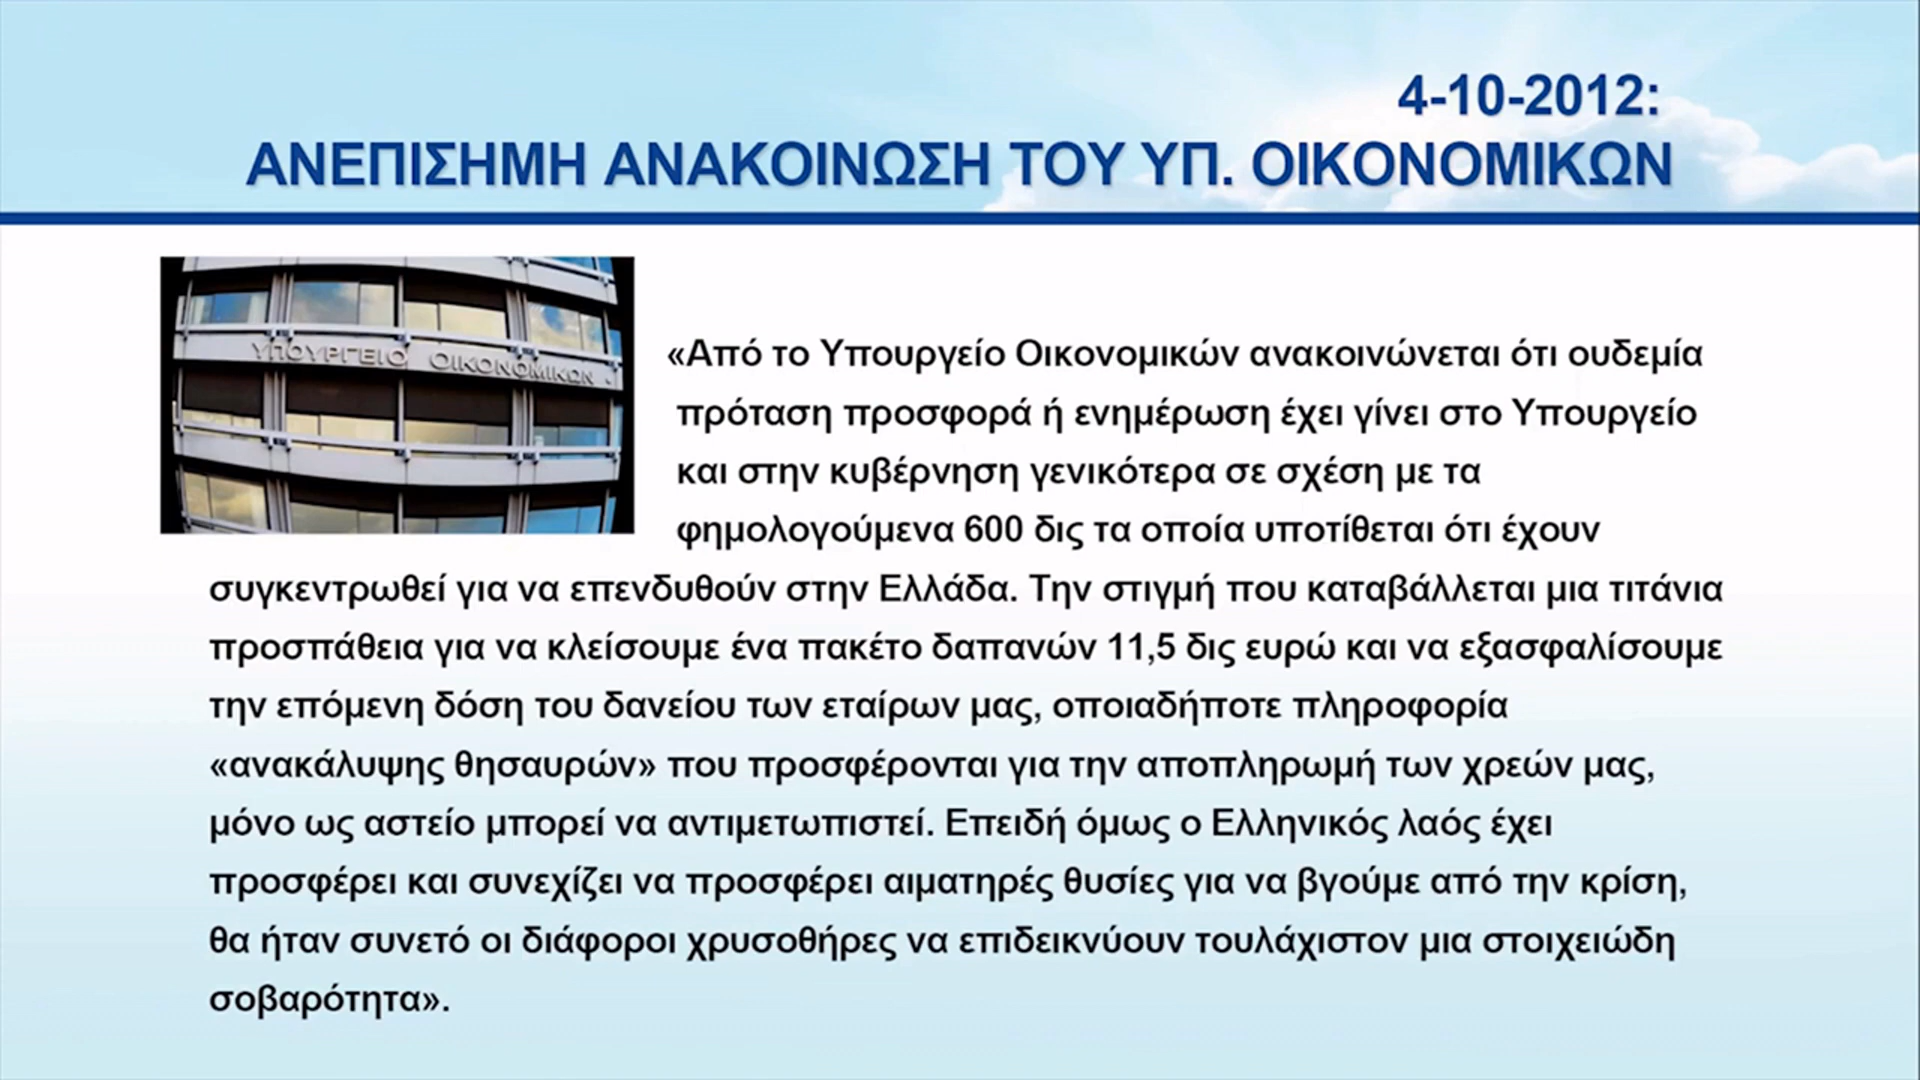 4-10-2012:
ΑΝΕΠΙΣΗΜΗ ΑΝΑΚΟΙΝΩΣΗ ΤΟΥ ΥΠ. ΟΙΚΟΝΟΜΙΚΩΝ
ΥΠΟΥΡΓΕΙΟ ΟΙΚΟΝΟΜΙΚΩΝ
«Από το Υπουργείο Οικονομικών ανακοινώνεται ότι ουδεμία
πρόταση προσφορά ή ενημέρωση έχει γίνει στο Υπουργείο
και στην κυβέρνηση γενικότερα σε σχέση με τα
φημολογούμενα 600 δις τα οποία υποτίθεται ότι έχουν
συγκεντρωθεί για να επενδυθούν στην Ελλάδα. Την στιγμή που καταβάλλεται μια τιτάνια
προσπάθεια για να κλείσουμε ένα πακέτο δαπανών 11,5 δις ευρώ και να εξασφαλίσουμε
την επόμενη δόση του δανείου των εταίρων μας, οποιαδήποτε πληροφορία
«ανακάλυψης θησαυρών» που προσφέρονται για την αποπληρωμή των χρεών μας,
μόνο ως αστείο μπορεί να αντιμετωπιστεί. Επειδή όμως ο Ελληνικός λαός έχει
προσφέρει και συνεχίζει να προσφέρει αιματηρές θυσίες για να βγούμε από την κρίση,
θα ήταν συνετό οι διάφοροι χρυσοθήρες να επιδεικνύουν τουλάχιστον μια στοιχειώδη
σοβαρότητα».